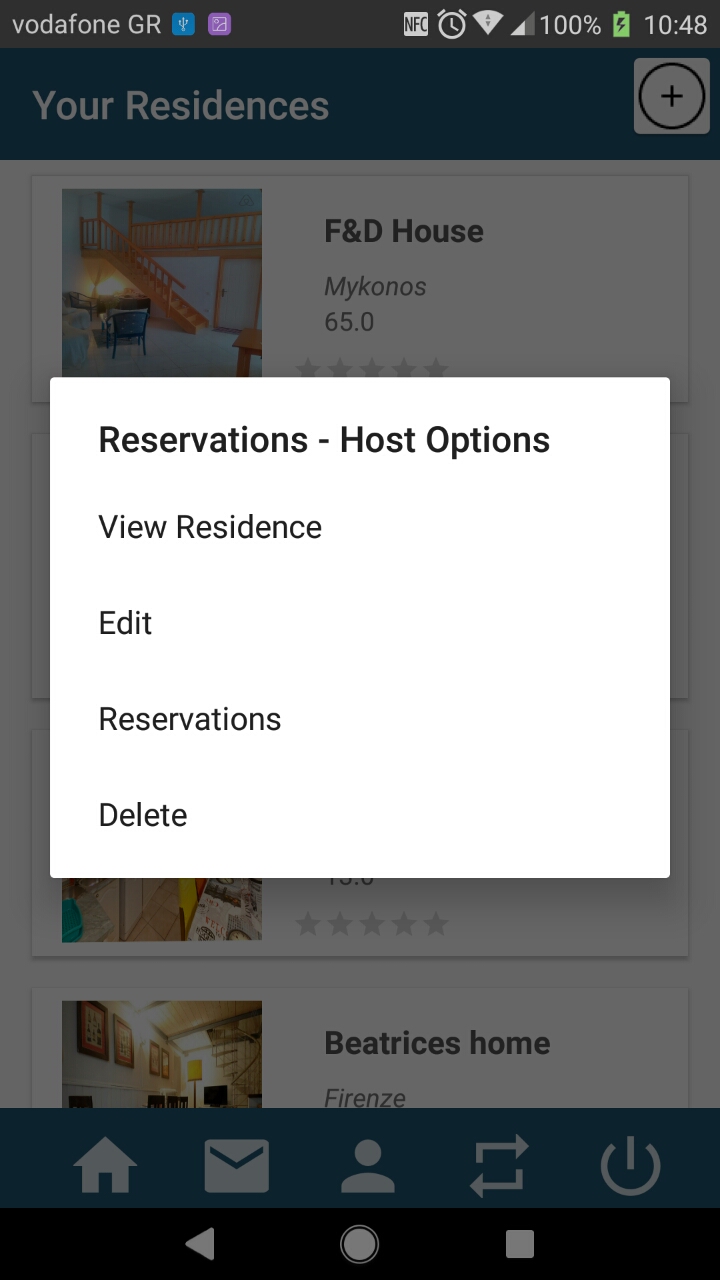 vodafone GR NFC 100% 10:48
Your Residences
F&D House
Mykonos
65.0
Reservations - Host Options
View Residence
Edit
Reservations
Delete
Beatrices home
Firenze